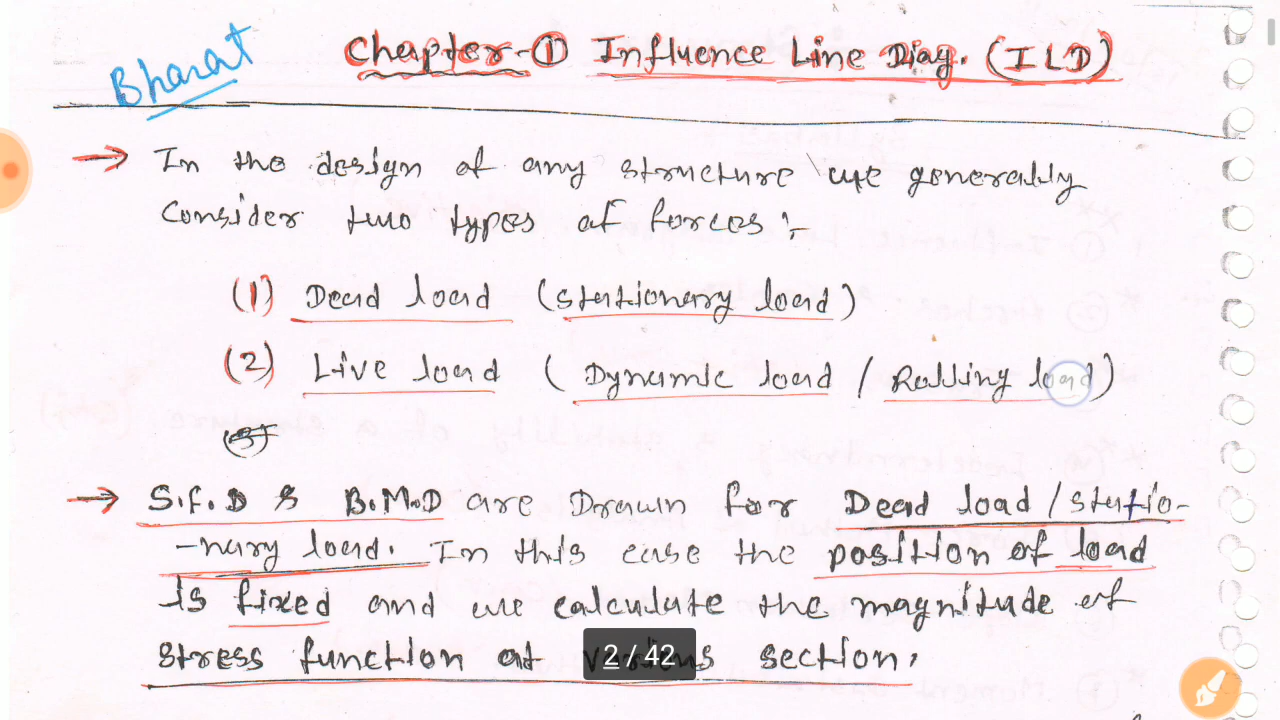 Bharat
Chapter-① Influence Line Diag. (ILD)
→ In the design of any structure we generally
Consider two types of forces :-
(1) Dead load (stationary load)
(2) Live load ( Dynamic load / Rolling load)
(3)
→ S.F.D & B.M.D are Drawn for Dead load / statio-
-nary load. In this case the position of load
is fixed and we calculate the magnitude of
stress function at various section.
2 / 42